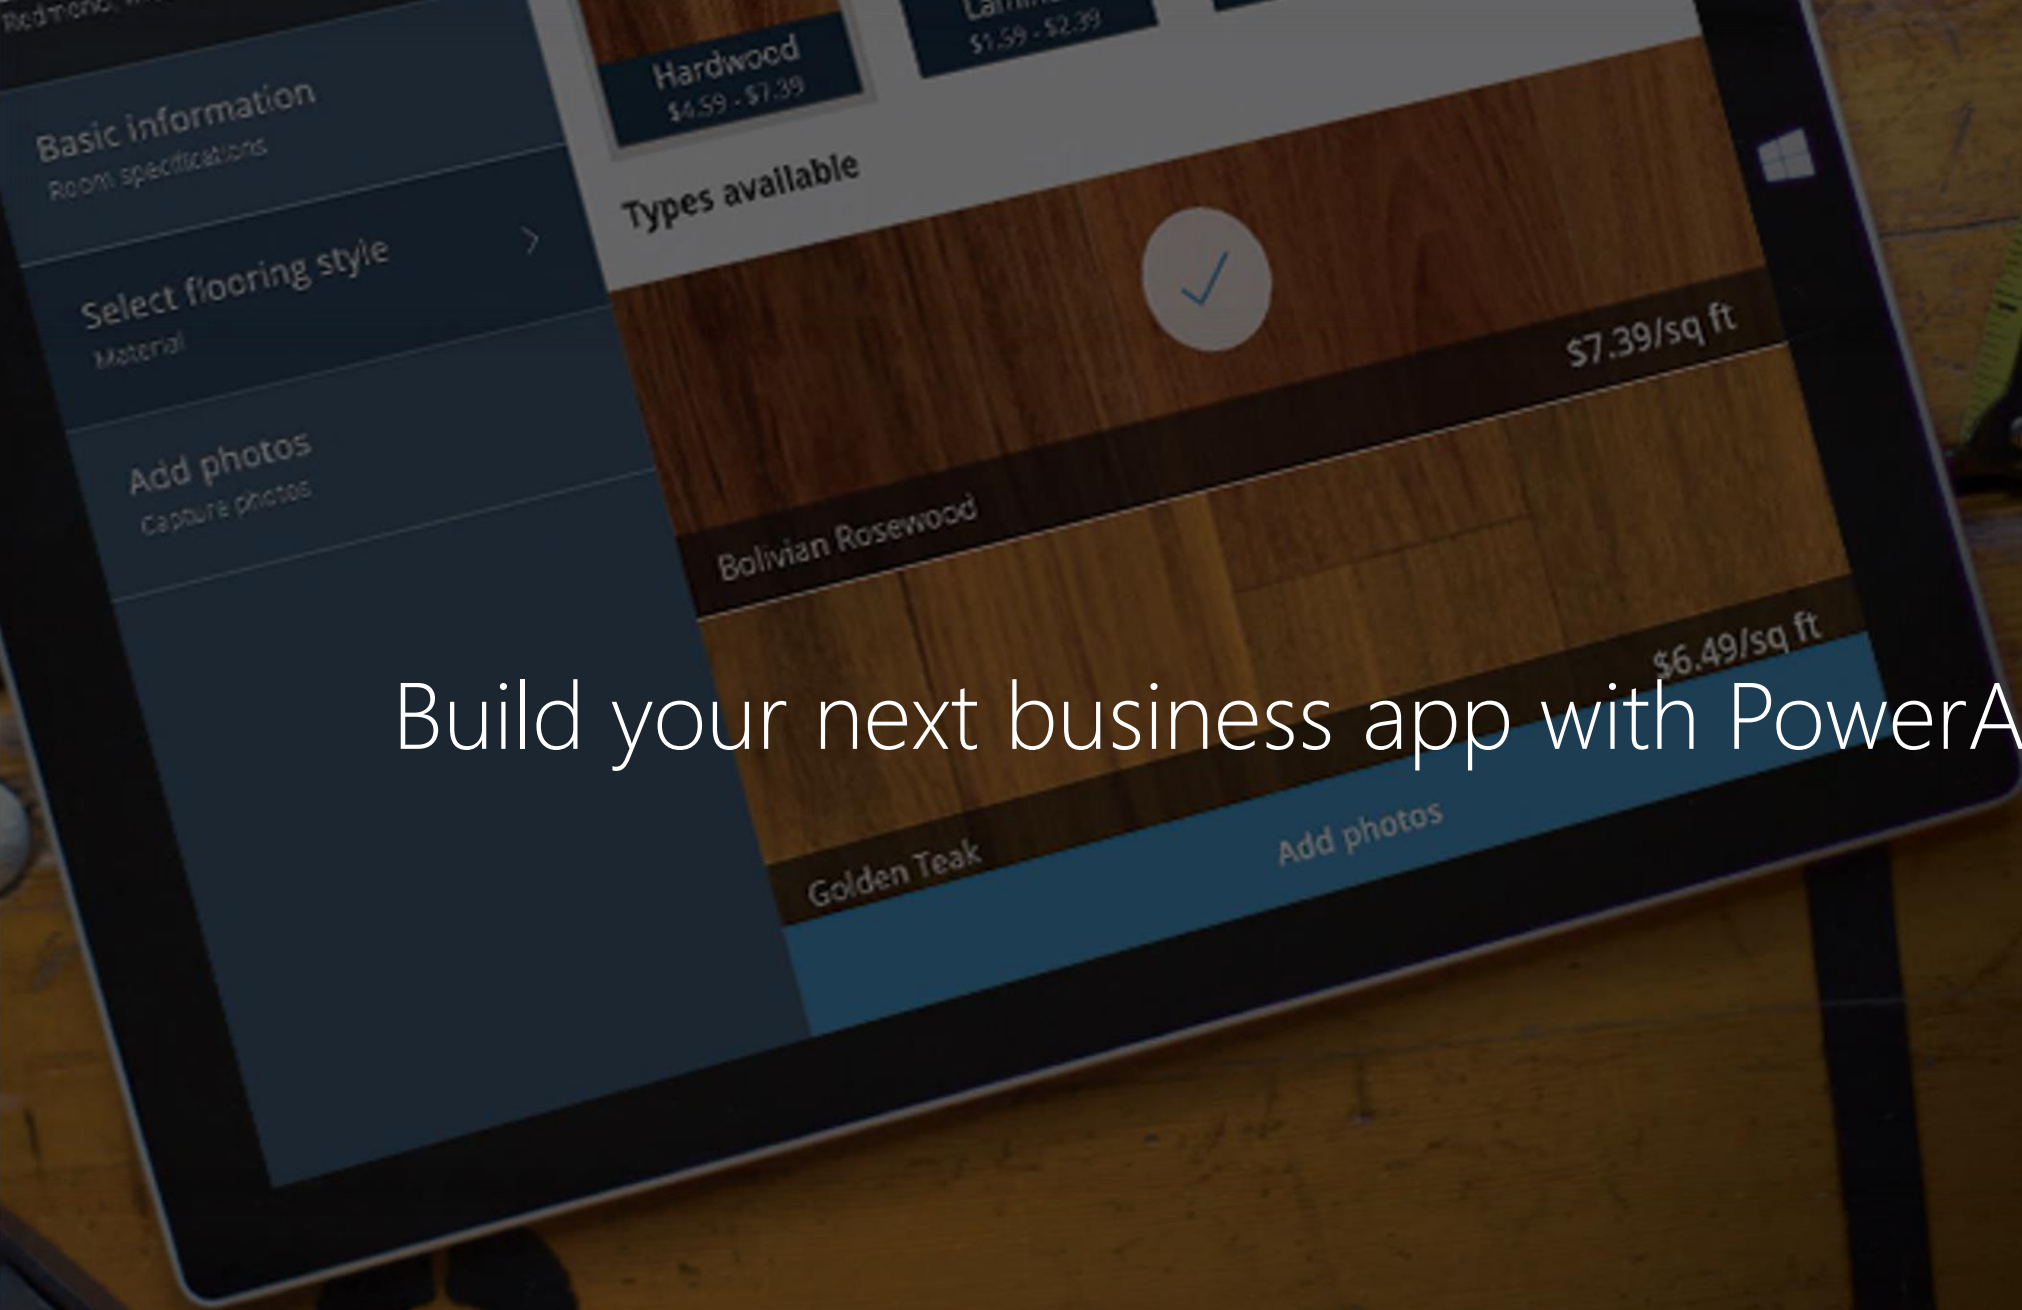 Hardwood
$4.59 - $7.39
$1.59 - $2.39
Basic information
Room specifications
Types available
Select flooring style
Material
$7.39/sq ft
Add photos
Capture photos
Bolivian Rosewood
$6.49/sq ft
Build your next business app with PowerA
Golden Teak
Add photos